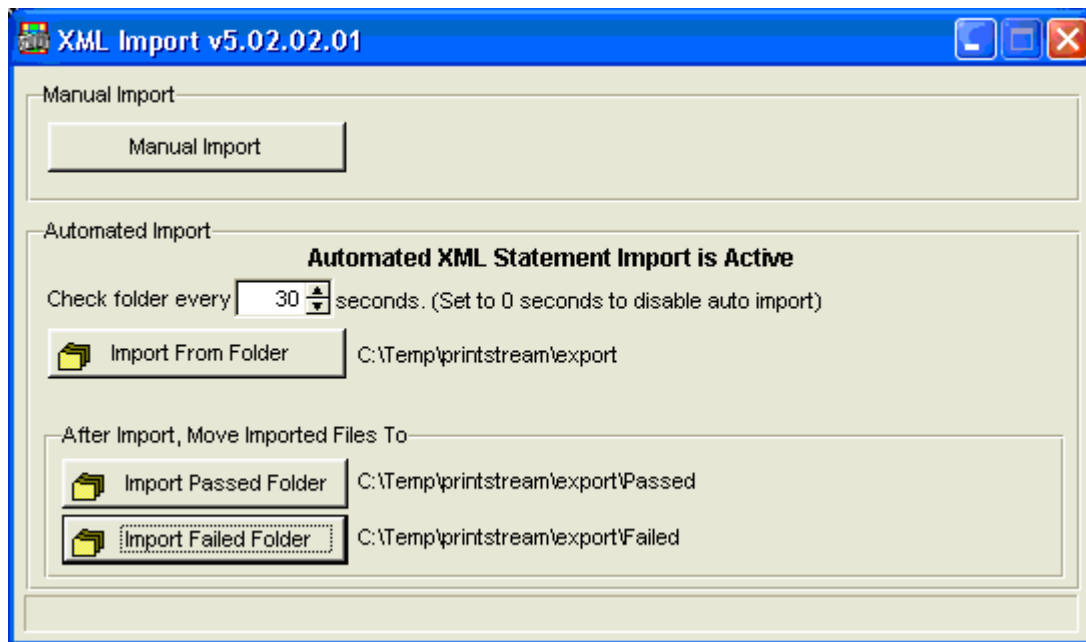 XML Import v5.02.02.01
Manual Import
Manual Import
Automated Import
Automated XML Statement Import is Active
Check folder every 30 seconds. (Set to 0 seconds to disable auto import)
Import From Folder C:\Temp\printstream\export
After Import, Move Imported Files To
Import Passed Folder C:\Temp\printstream\export\Passed
Import Failed Folder C:\Temp\printstream\export\Failed